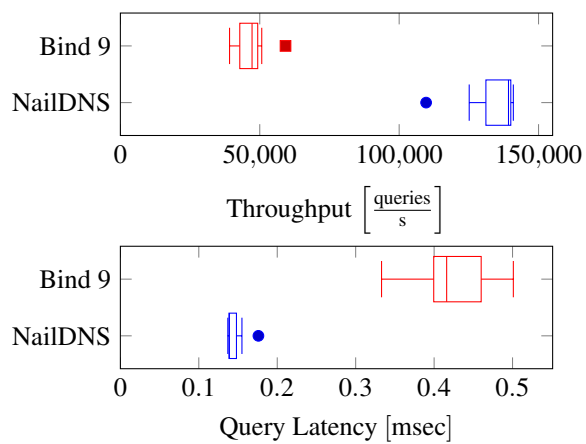 Bind 9
NailDNS
0 50,000 100,000 150,000
Throughput [queries/s]
Bind 9
NailDNS
0 0.1 0.2 0.3 0.4 0.5
Query Latency [msec]